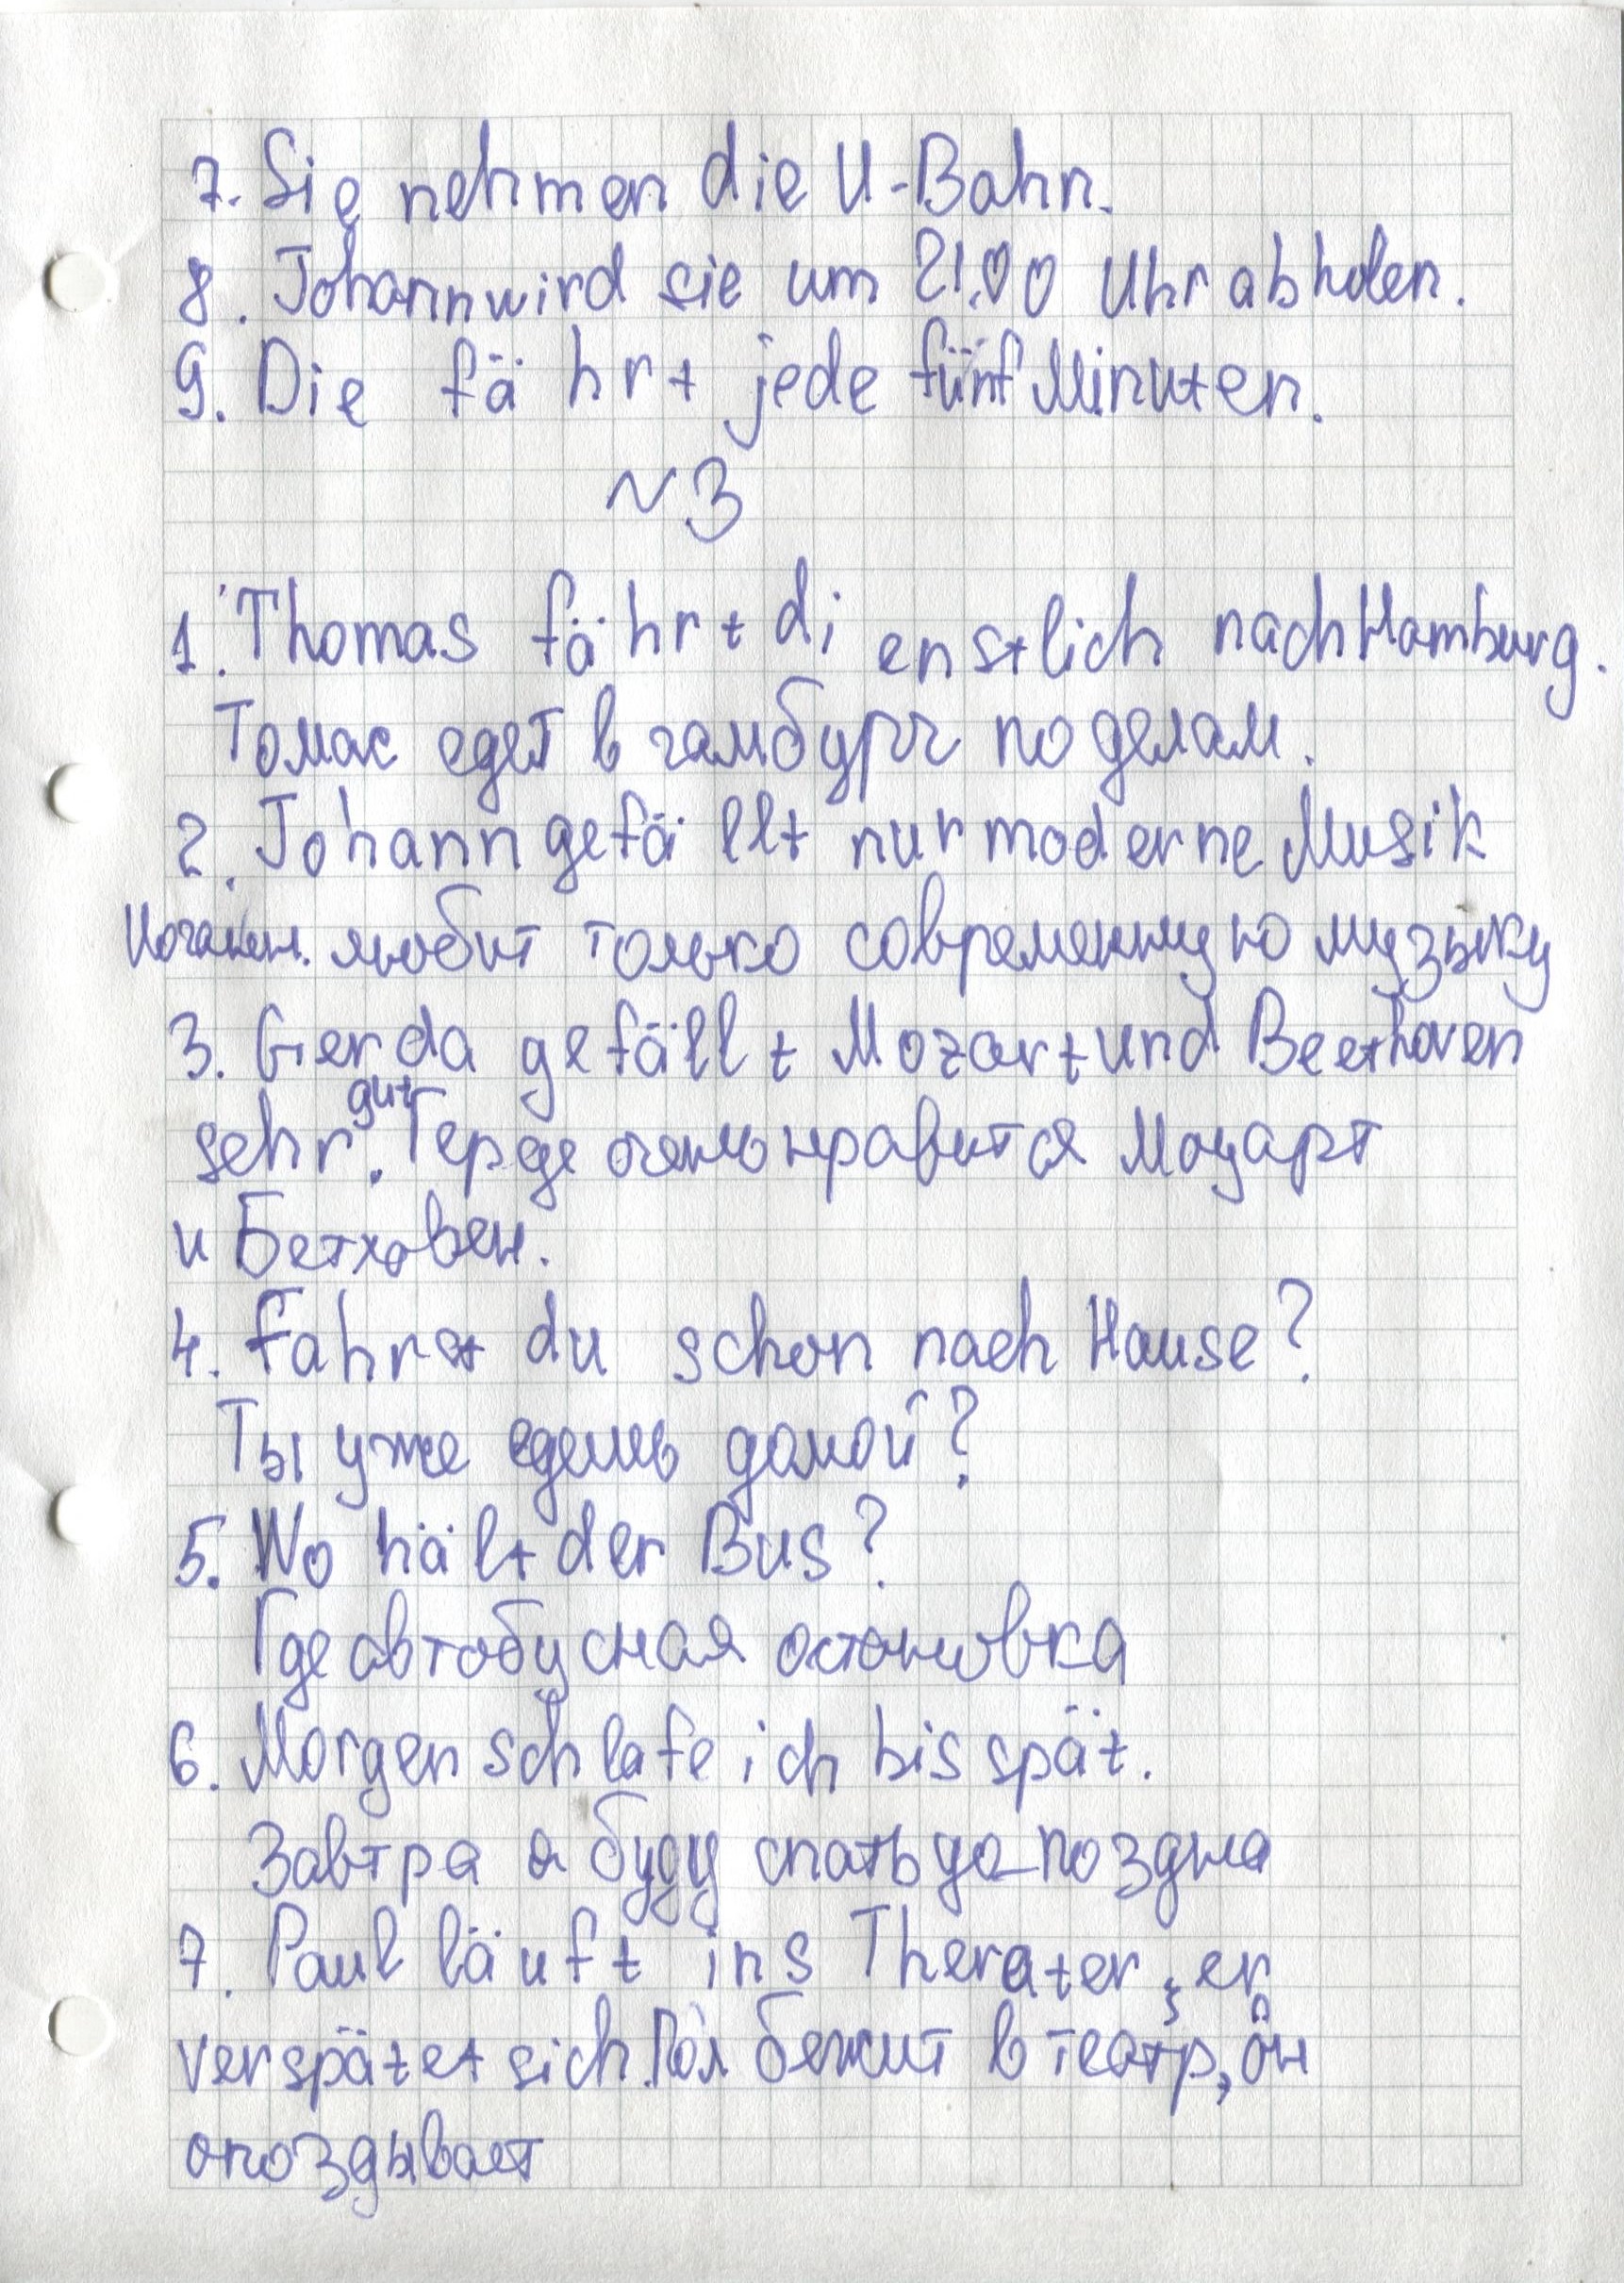 7. Sie nehmen die U-Bahn.
8. Johann wird sie um 21.00 Uhr abholen.
9. Die fährt jede fünf Minuten.
~3
1. Thomas fährt dienstlich nach Hamburg.
Томас едет в гамбург по делам.
2. Johann gefällt nur moderne Musik
любит только современную музыку
3. Gerda gefällt Mozart und Beethoven
sehr gut. Герде очень нравится Моцарт
и Бетховен.
4. Fahrst du schon nach Hause?
Ты уже едешь домой?
5. Wo hält der Bus?
Где автобусная остановка
6. Morgen schlafe ich bis spät.
Завтра я буду спать до поздна
7. Paul läuft ins Therater, er
verspätet sich. Пол бежит в театр, он
опоздывает